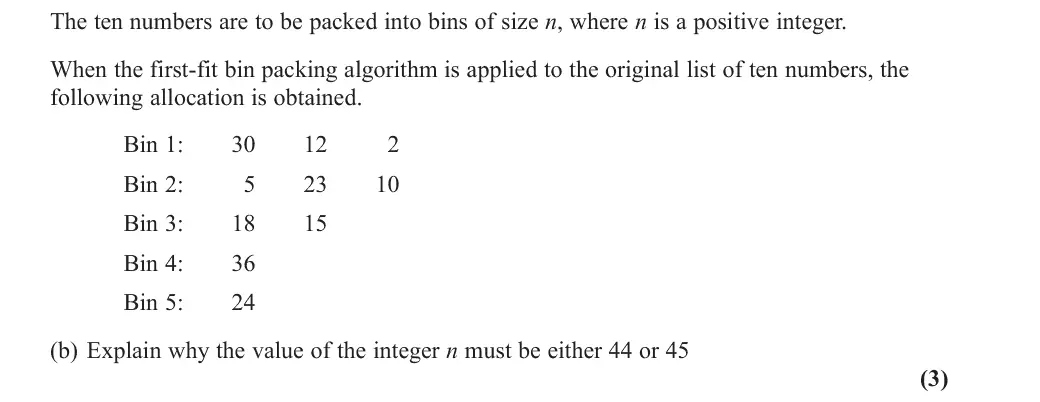 The ten numbers are to be packed into bins of size n, where n is a positive integer.
When the first-fit bin packing algorithm is applied to the original list of ten numbers, the
following allocation is obtained.
Bin 1: 30 12 2
Bin 2: 5 23 10
Bin 3: 18 15
Bin 4: 36
Bin 5: 24
(b) Explain why the value of the integer n must be either 44 or 45
(3)